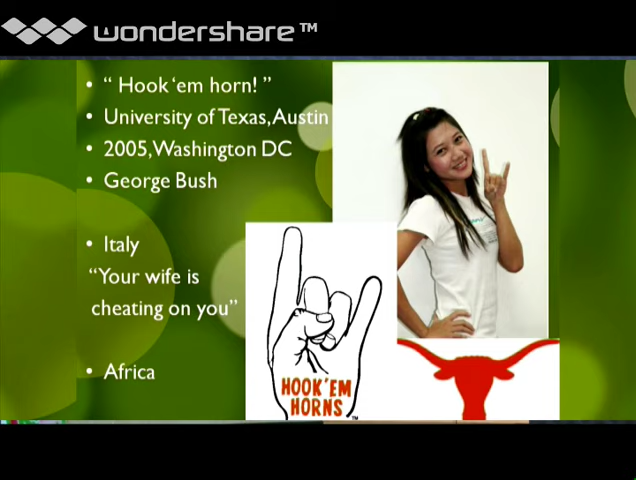 wondershare™
• “ Hook ‘em horn! ”
• University of Texas, Austin
• 2005, Washington DC
• George Bush
• Italy
“Your wife is
cheating on you”
• Africa
HOOK 'EM
HORNS
™